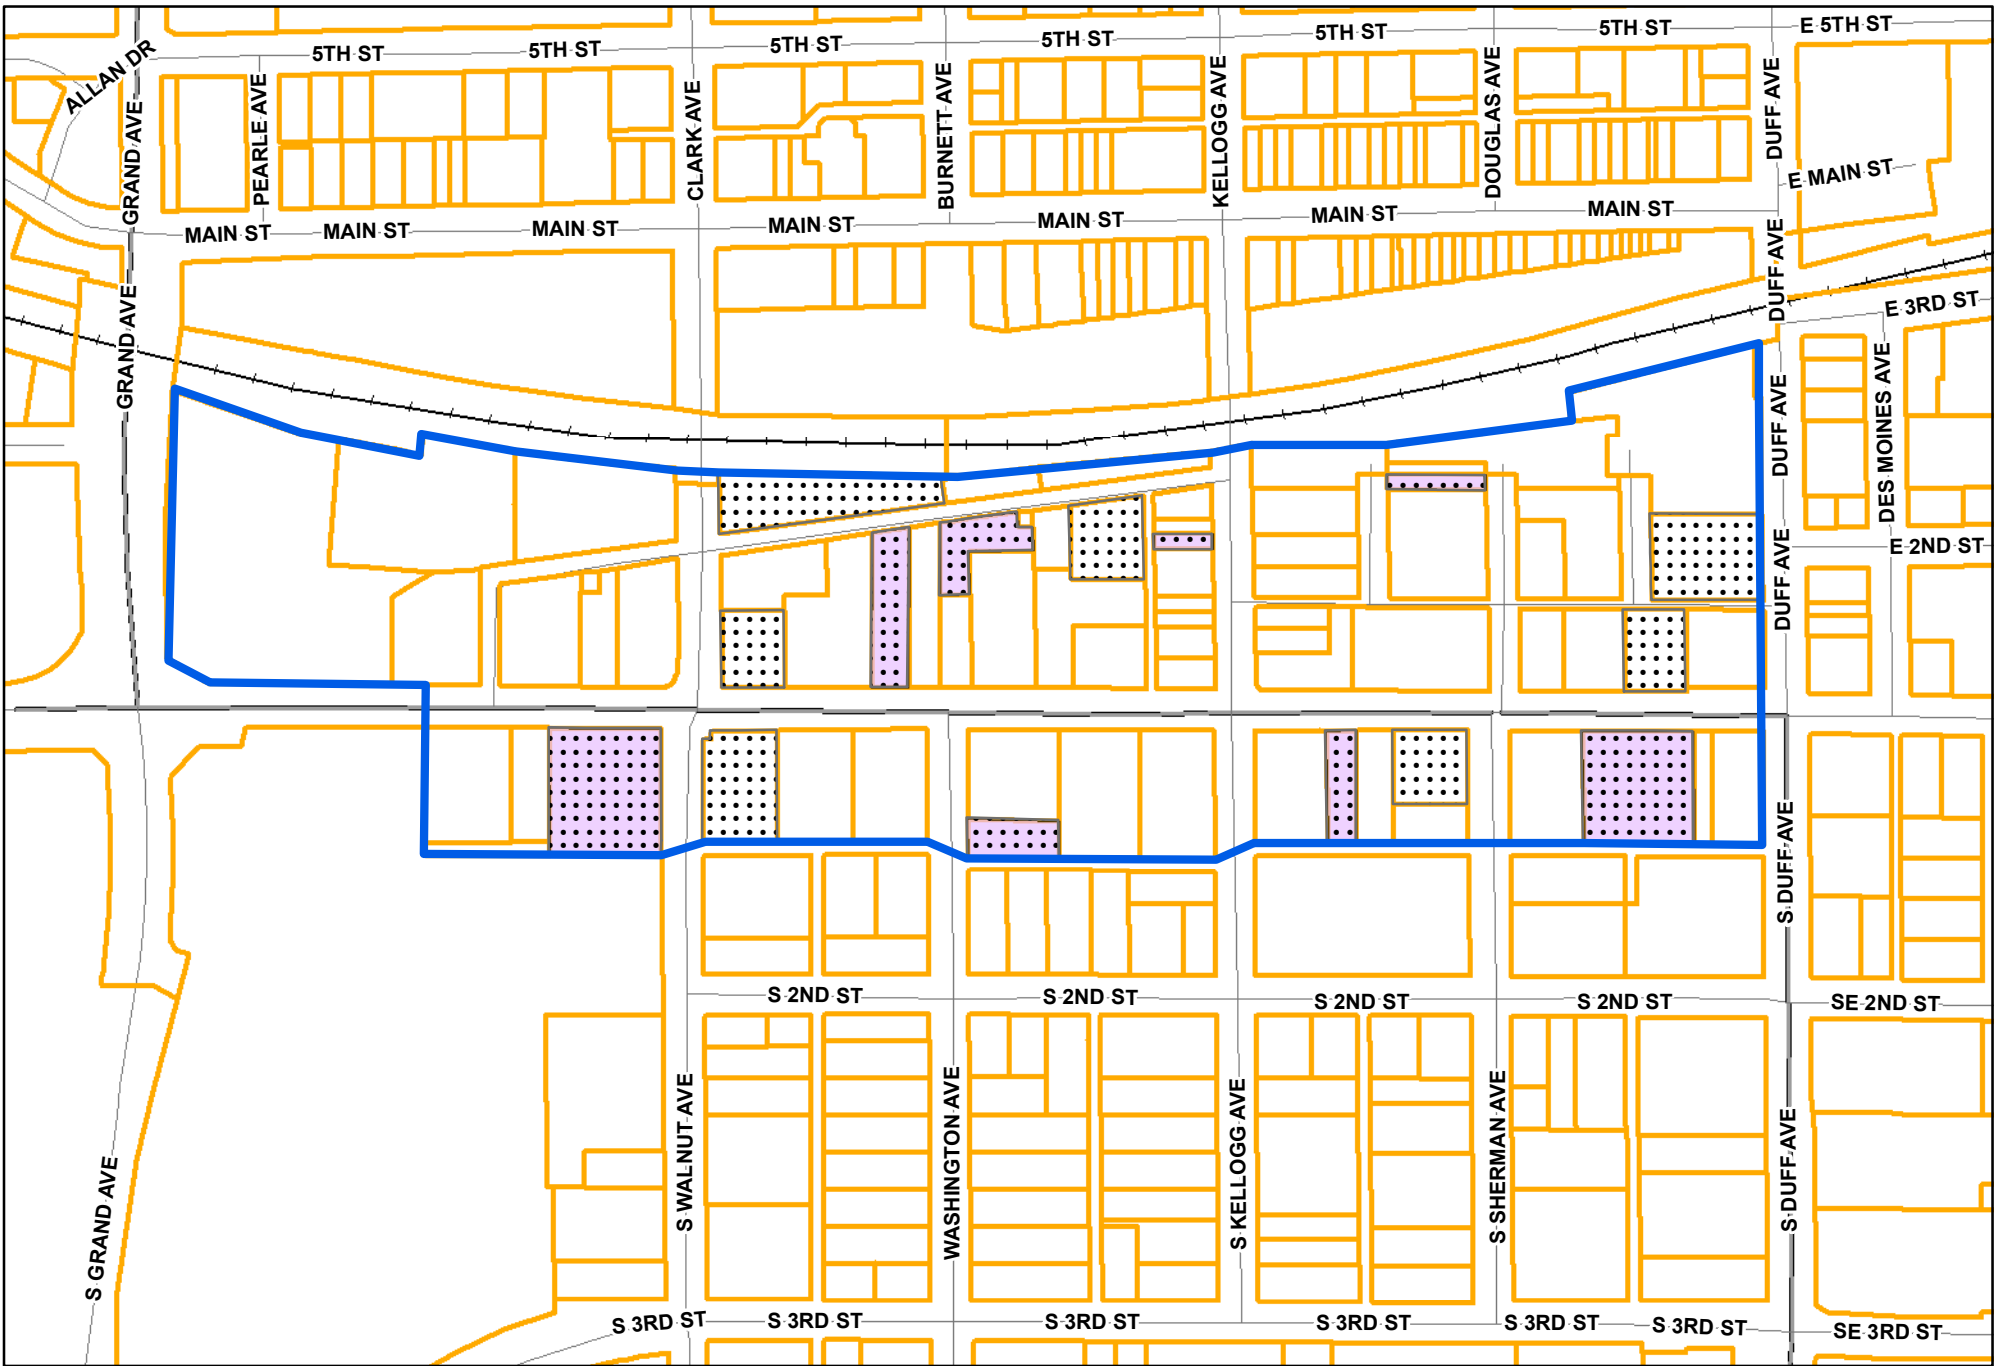 5TH ST
5TH ST
5TH ST
5TH ST
5TH ST
5TH ST
E 5TH ST
ALLAN DR
GRAND AVE
PEARLE AVE
CLARK AVE
BURNETT AVE
KELLOGG AVE
DOUGLAS AVE
DUFF AVE
E MAIN ST
MAIN ST
MAIN ST
MAIN ST
MAIN ST
MAIN ST
MAIN ST
MAIN ST
GRAND AVE
DUFF AVE
E 3RD ST
DUFF AVE
DES MOINES AVE
E 2ND ST
DUFF AVE
S DUFF AVE
S 2ND ST
S 2ND ST
S 2ND ST
S 2ND ST
SE 2ND ST
S GRAND AVE
S WALNUT AVE
WASHINGTON AVE
S KELLOGG AVE
S SHERMAN AVE
S DUFF AVE
S 3RD ST
S 3RD ST
S 3RD ST
S 3RD ST
S 3RD ST
S 3RD ST
SE 3RD ST